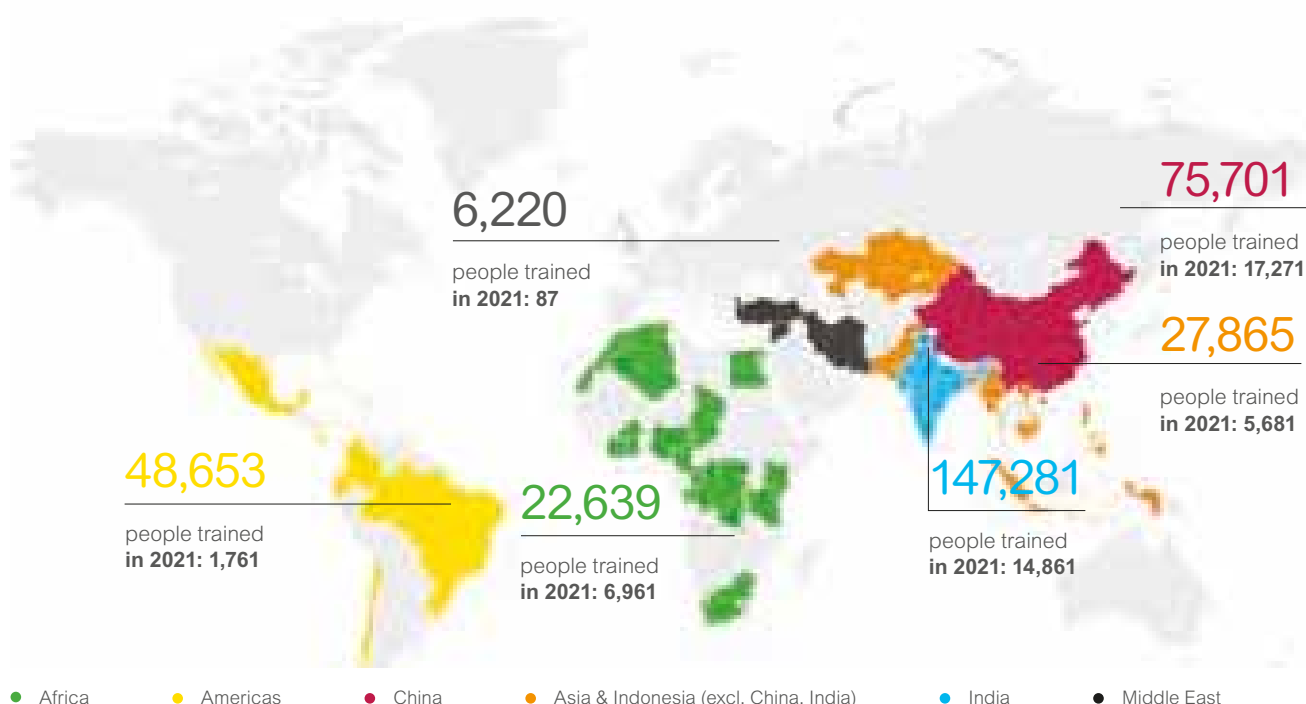 75,701
people trained
in 2021: 17,271
6,220
people trained
in 2021: 87
27,865
people trained
in 2021: 5,681
48,653
people trained
in 2021: 1,761
22,639
people trained
in 2021: 6,961
147,281
people trained
in 2021: 14,861
Africa
Americas
China
Asia & Indonesia (excl. China, India)
India
Middle East